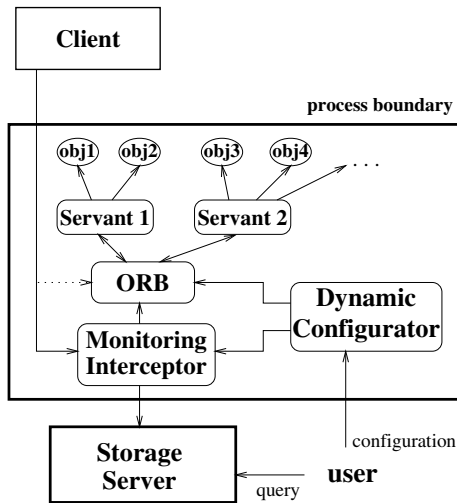 Client
process boundary
obj1 obj2 obj3 obj4
...
Servant 1 Servant 2
ORB
Dynamic
Configurator
Monitoring
Interceptor
configuration
Storage
Server
user
query